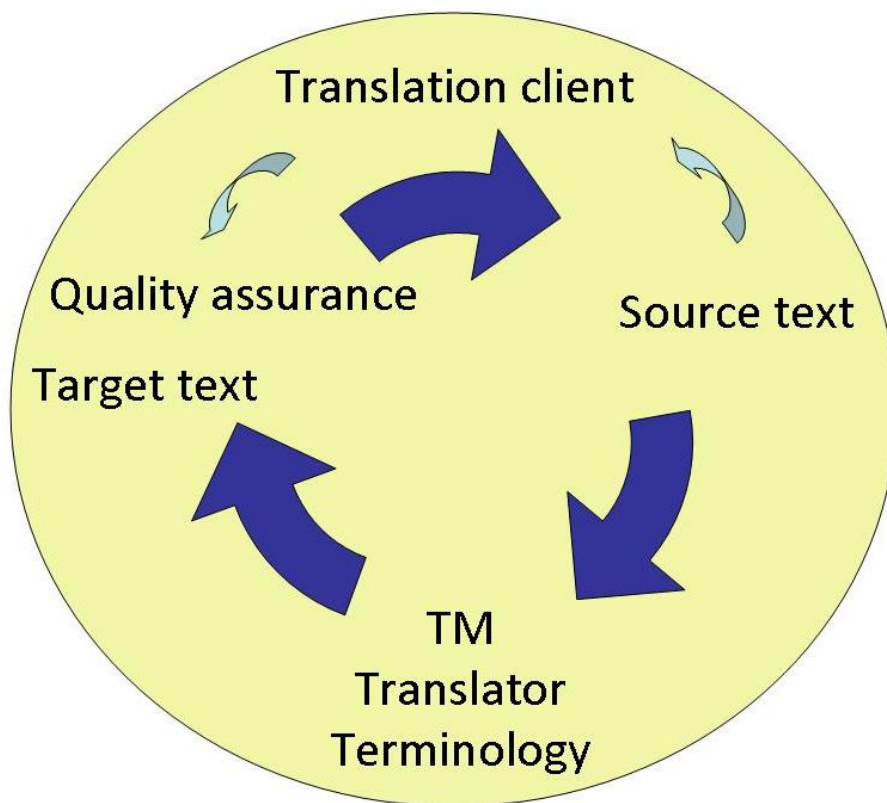 Translation client
Quality assurance
Source text
Target text
TM
Translator
Terminology